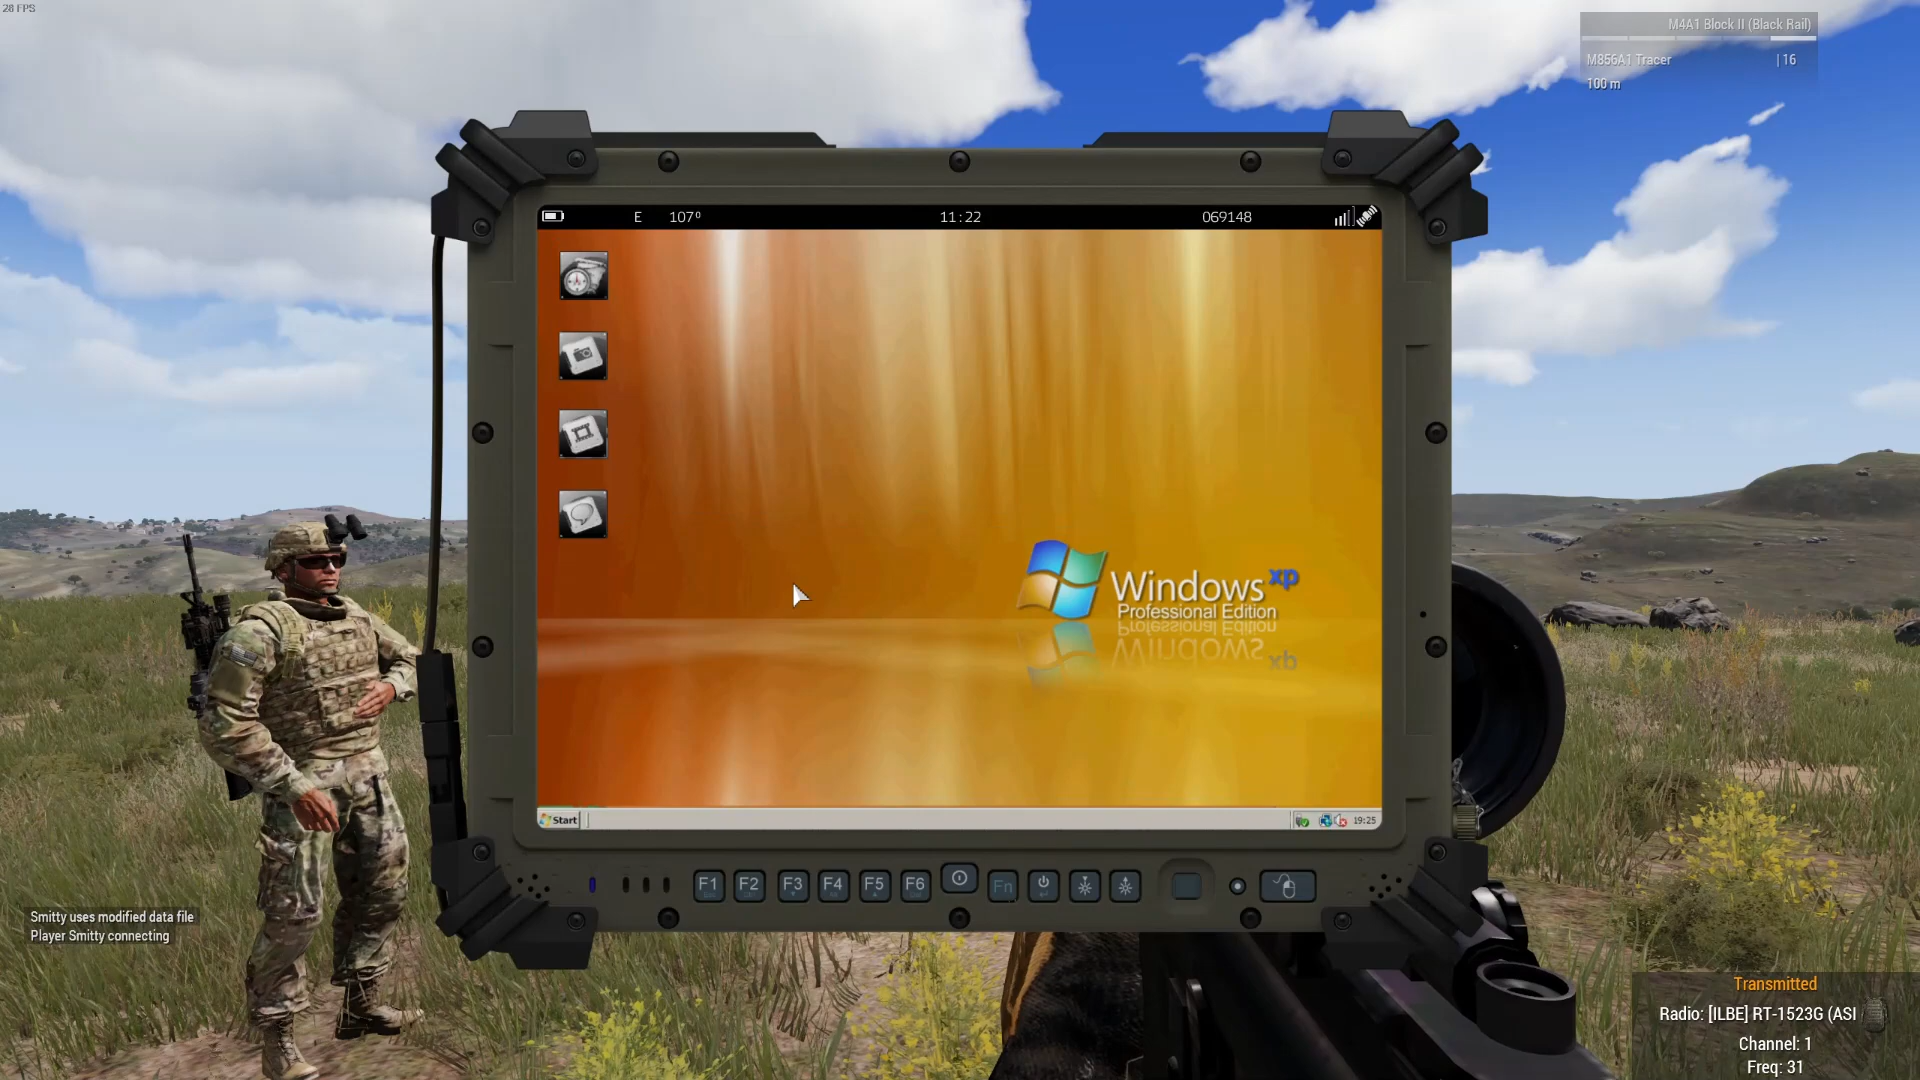 28 FPS
M4A1 Block II (Black Rail)
M856A1 Tracer | 16
100 m
E 107º 11:22 069148
Windows xp
Professional Edition
Start 19:25
F1 F2 F3 F4 F5 F6 Fn
Smitty uses modified data file
Player Smitty connecting
Transmitted
Radio: [ILBE] RT-1523G (ASI
Channel: 1
Freq: 31